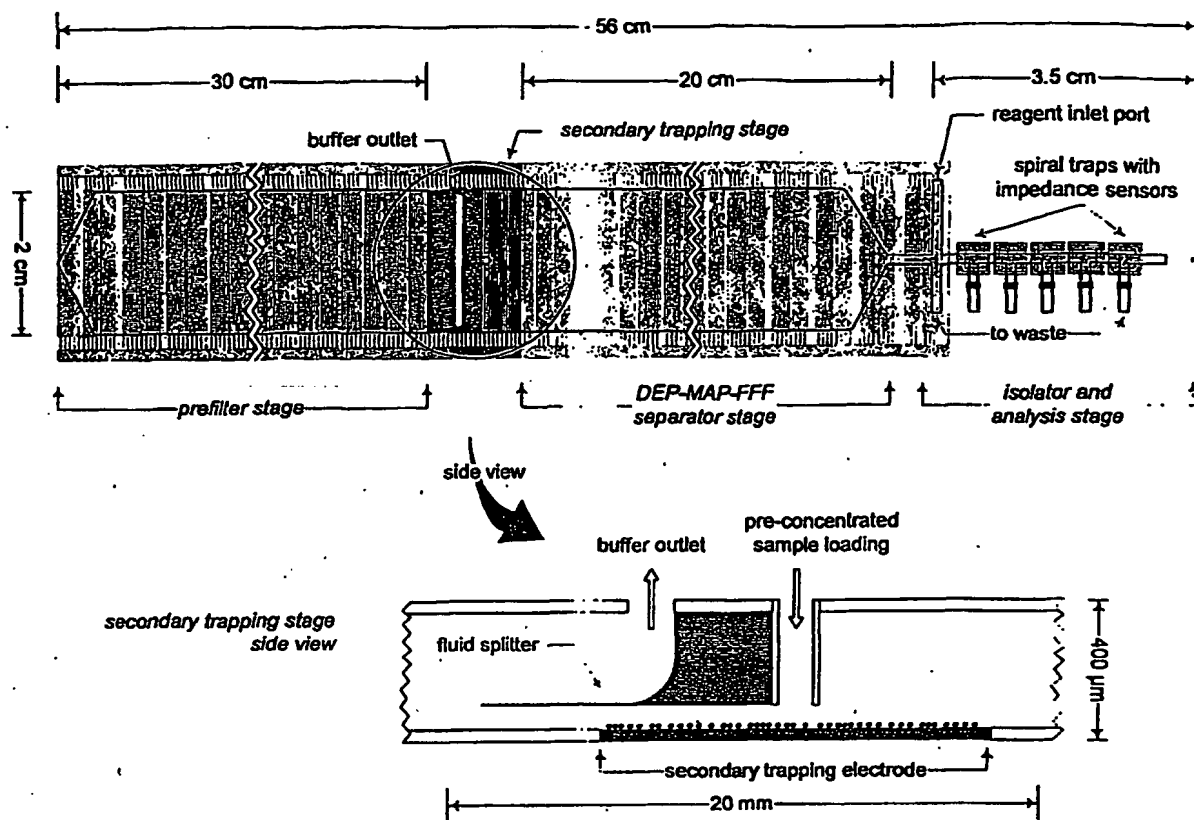 56 cm
30 cm
20 cm
3.5 cm
reagent inlet port
buffer outlet
secondary trapping stage
spiral traps with
impedance sensors
2 cm
to waste
prefilter stage
DEP-MAP-FFF
separator stage
isolator and
analysis stage
side view
buffer outlet
pre-concentrated
sample loading
secondary trapping stage
side view
fluid splitter
400 µm
secondary trapping electrode
20 mm